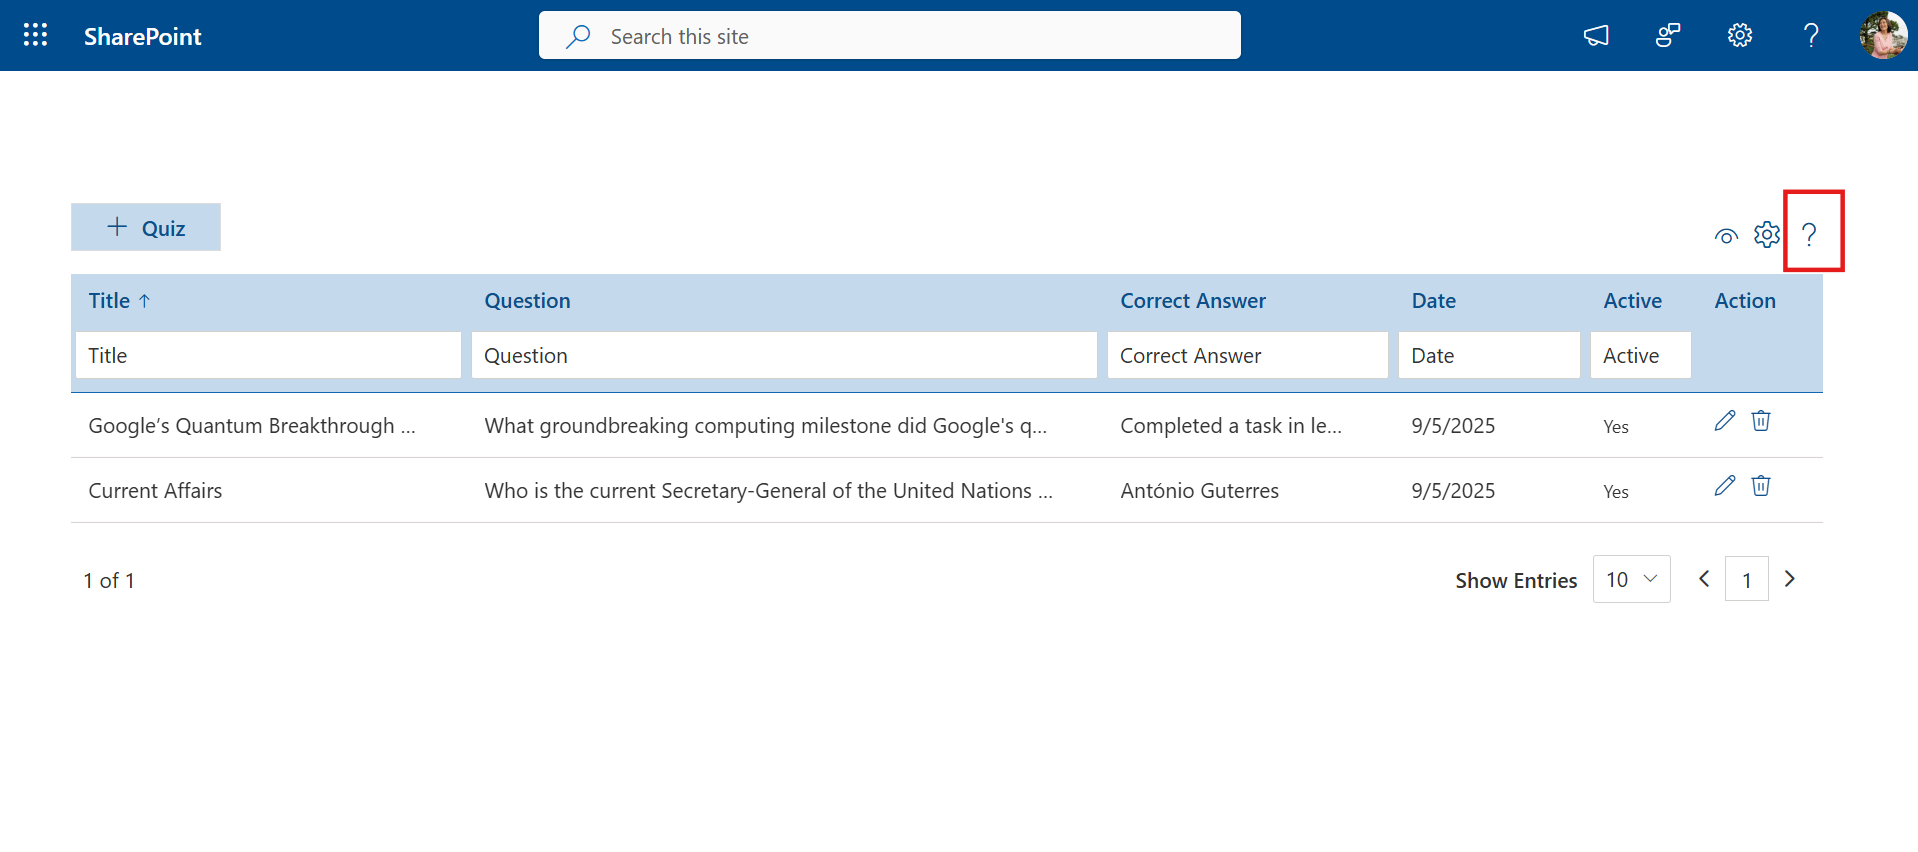 SharePoint
Search this site
?
Quiz
?
Title ↑ Question Correct Answer Date Active Action
Title Question Correct Answer Date Active
Google’s Quantum Breakthrough ... What groundbreaking computing milestone did Google's q... Completed a task in le... 9/5/2025 Yes
Current Affairs Who is the current Secretary-General of the United Nations ... António Guterres 9/5/2025 Yes
1 of 1 Show Entries 10 1